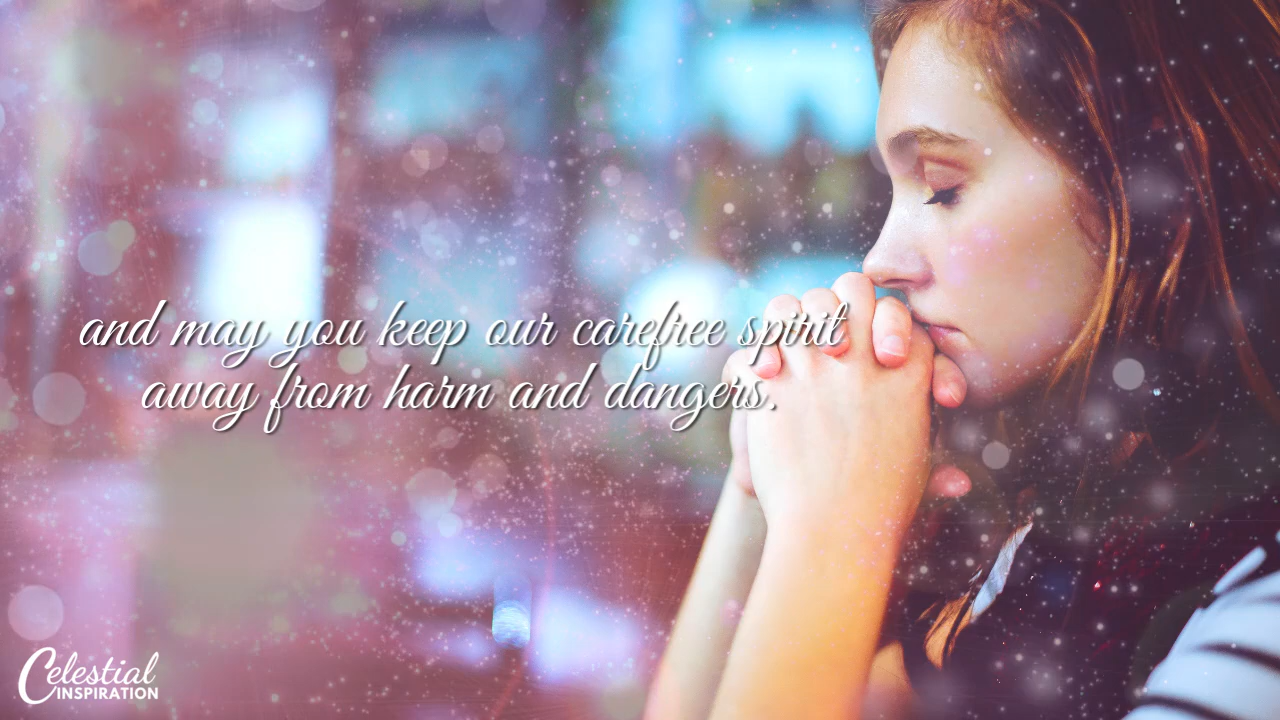 and may you keep our carefree spirit
away from harm and dangers.
Celestial
INSPIRATION